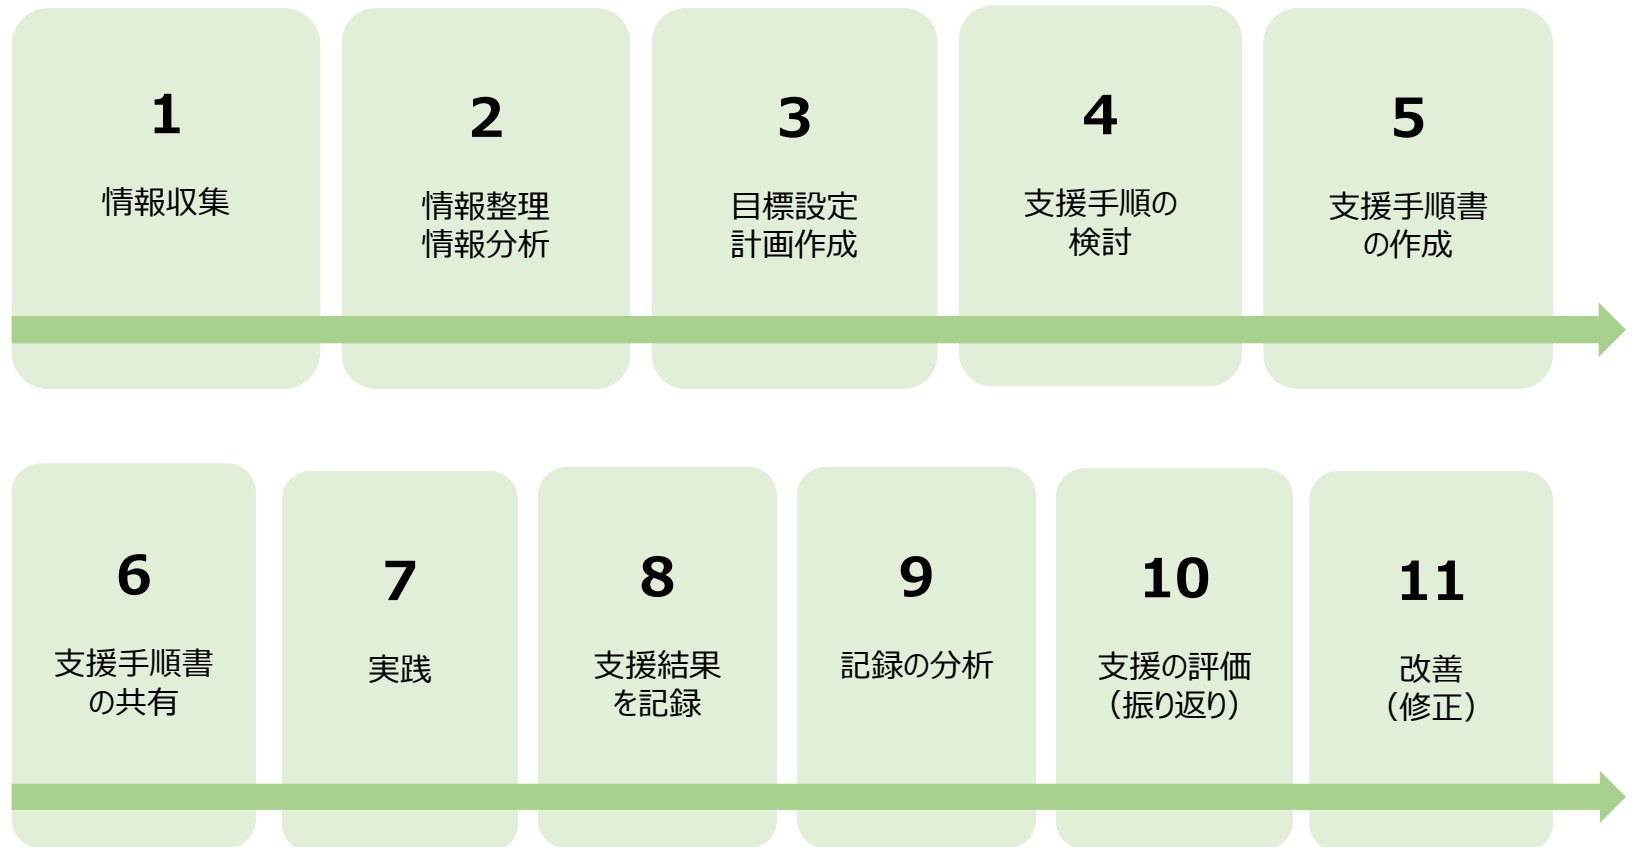 1
情報収集
2
情報整理
情報分析
3
目標設定
計画作成
4
支援手順の
検討
5
支援手順書
の作成
6
支援手順書
の共有
7
実践
8
支援結果
を記録
9
記録の分析
10
支援の評価
（振り返り）
11
改善
（修正）